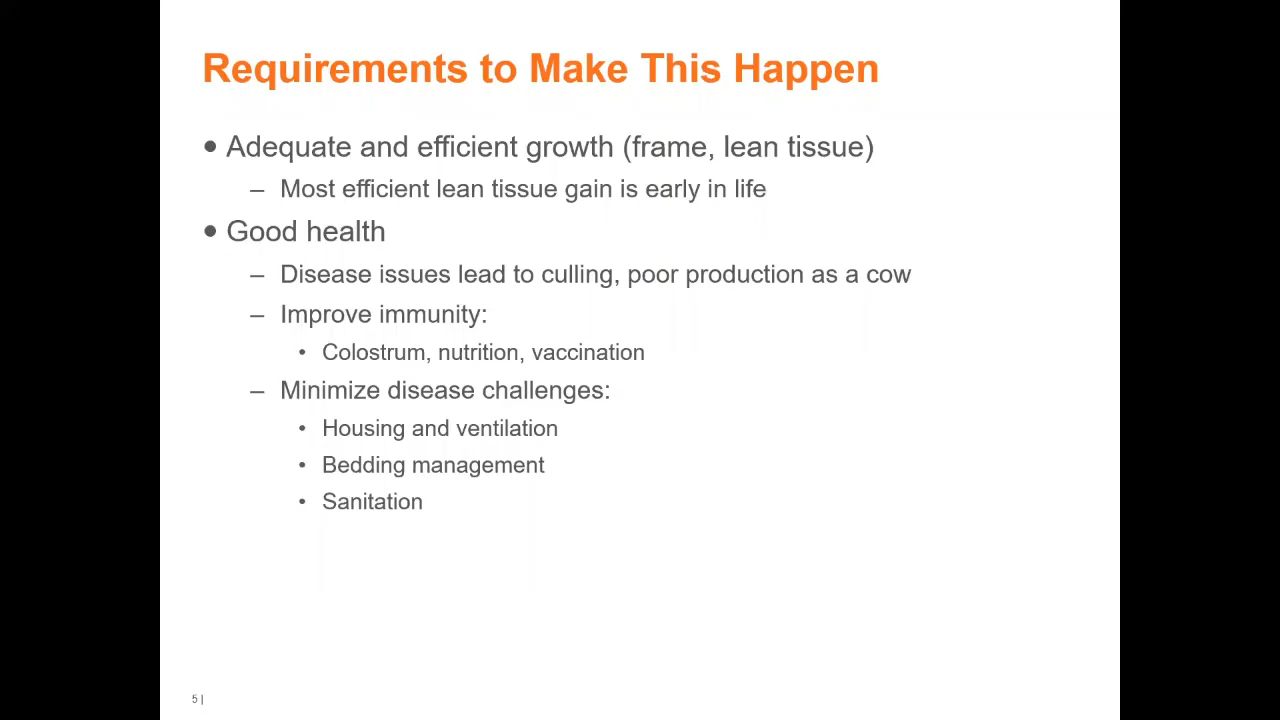 Requirements to Make This Happen
• Adequate and efficient growth (frame, lean tissue)
– Most efficient lean tissue gain is early in life
• Good health
– Disease issues lead to culling, poor production as a cow
– Improve immunity:
• Colostrum, nutrition, vaccination
– Minimize disease challenges:
• Housing and ventilation
• Bedding management
• Sanitation
5 |